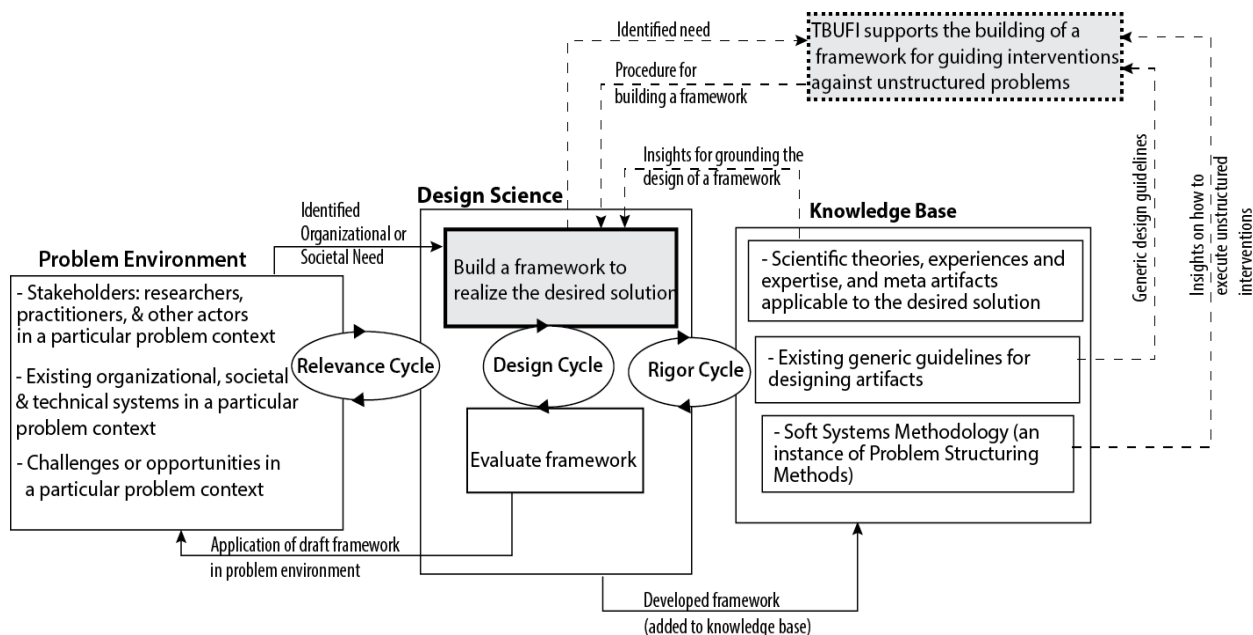 Identified need
TBUFI supports the building of a
framework for guiding interventions
against unstructured problems
Procedure for
building a framework
Insights for grounding the
design of a framework
Generic design guidelines
Insights on how to
execute unstructured
interventions
Design Science
Knowledge Base
Identified
Organizational or
Societal Need
Problem Environment
- Stakeholders: researchers,
practitioners, & other actors
in a particular problem context
- Existing organizational, societal
& technical systems in a particular
problem context
- Challenges or opportunities in
a particular problem context
Relevance Cycle
Build a framework to
realize the desired solution
Design Cycle
Evaluate framework
Rigor Cycle
- Scientific theories, experiences and
expertise, and meta artifacts
applicable to the desired solution
- Existing generic guidelines for
designing artifacts
- Soft Systems Methodology (an
instance of Problem Structuring
Methods)
Application of draft framework
in problem environment
Developed framework
(added to knowledge base)